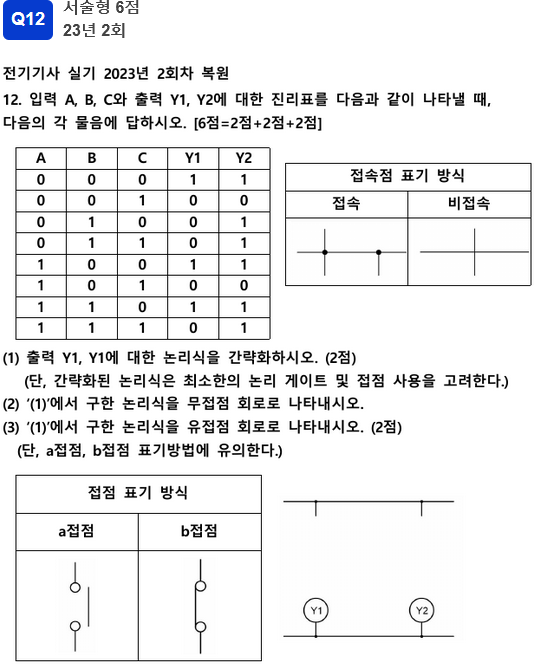 Q12
서술형 6점
23년 2회
전기기사 실기 2023년 2회차 복원
12. 입력 A, B, C와 출력 Y1, Y2에 대한 진리표를 다음과 같이 나타낼 때,
다음의 각 물음에 답하시오. [6점=2점+2점+2점]
A B C Y1 Y2
0 0 0 1 1
0 0 1 0 0
0 1 0 0 1
0 1 1 0 1
1 0 0 1 1
1 0 1 0 0
1 1 0 1 1
1 1 1 0 1
접속점 표기 방식
접속 비접속
(1) 출력 Y1, Y1에 대한 논리식을 간략화하시오. (2점)
(단, 간략화된 논리식은 최소한의 논리 게이트 및 접점 사용을 고려한다.)
(2) '(1)'에서 구한 논리식을 무접점 회로로 나타내시오.
(3) '(1)'에서 구한 논리식을 유접점 회로로 나타내시오. (2점)
(단, a접점, b접점 표기방법에 유의한다.)
접점 표기 방식
a접점 b접점
Y1 Y2